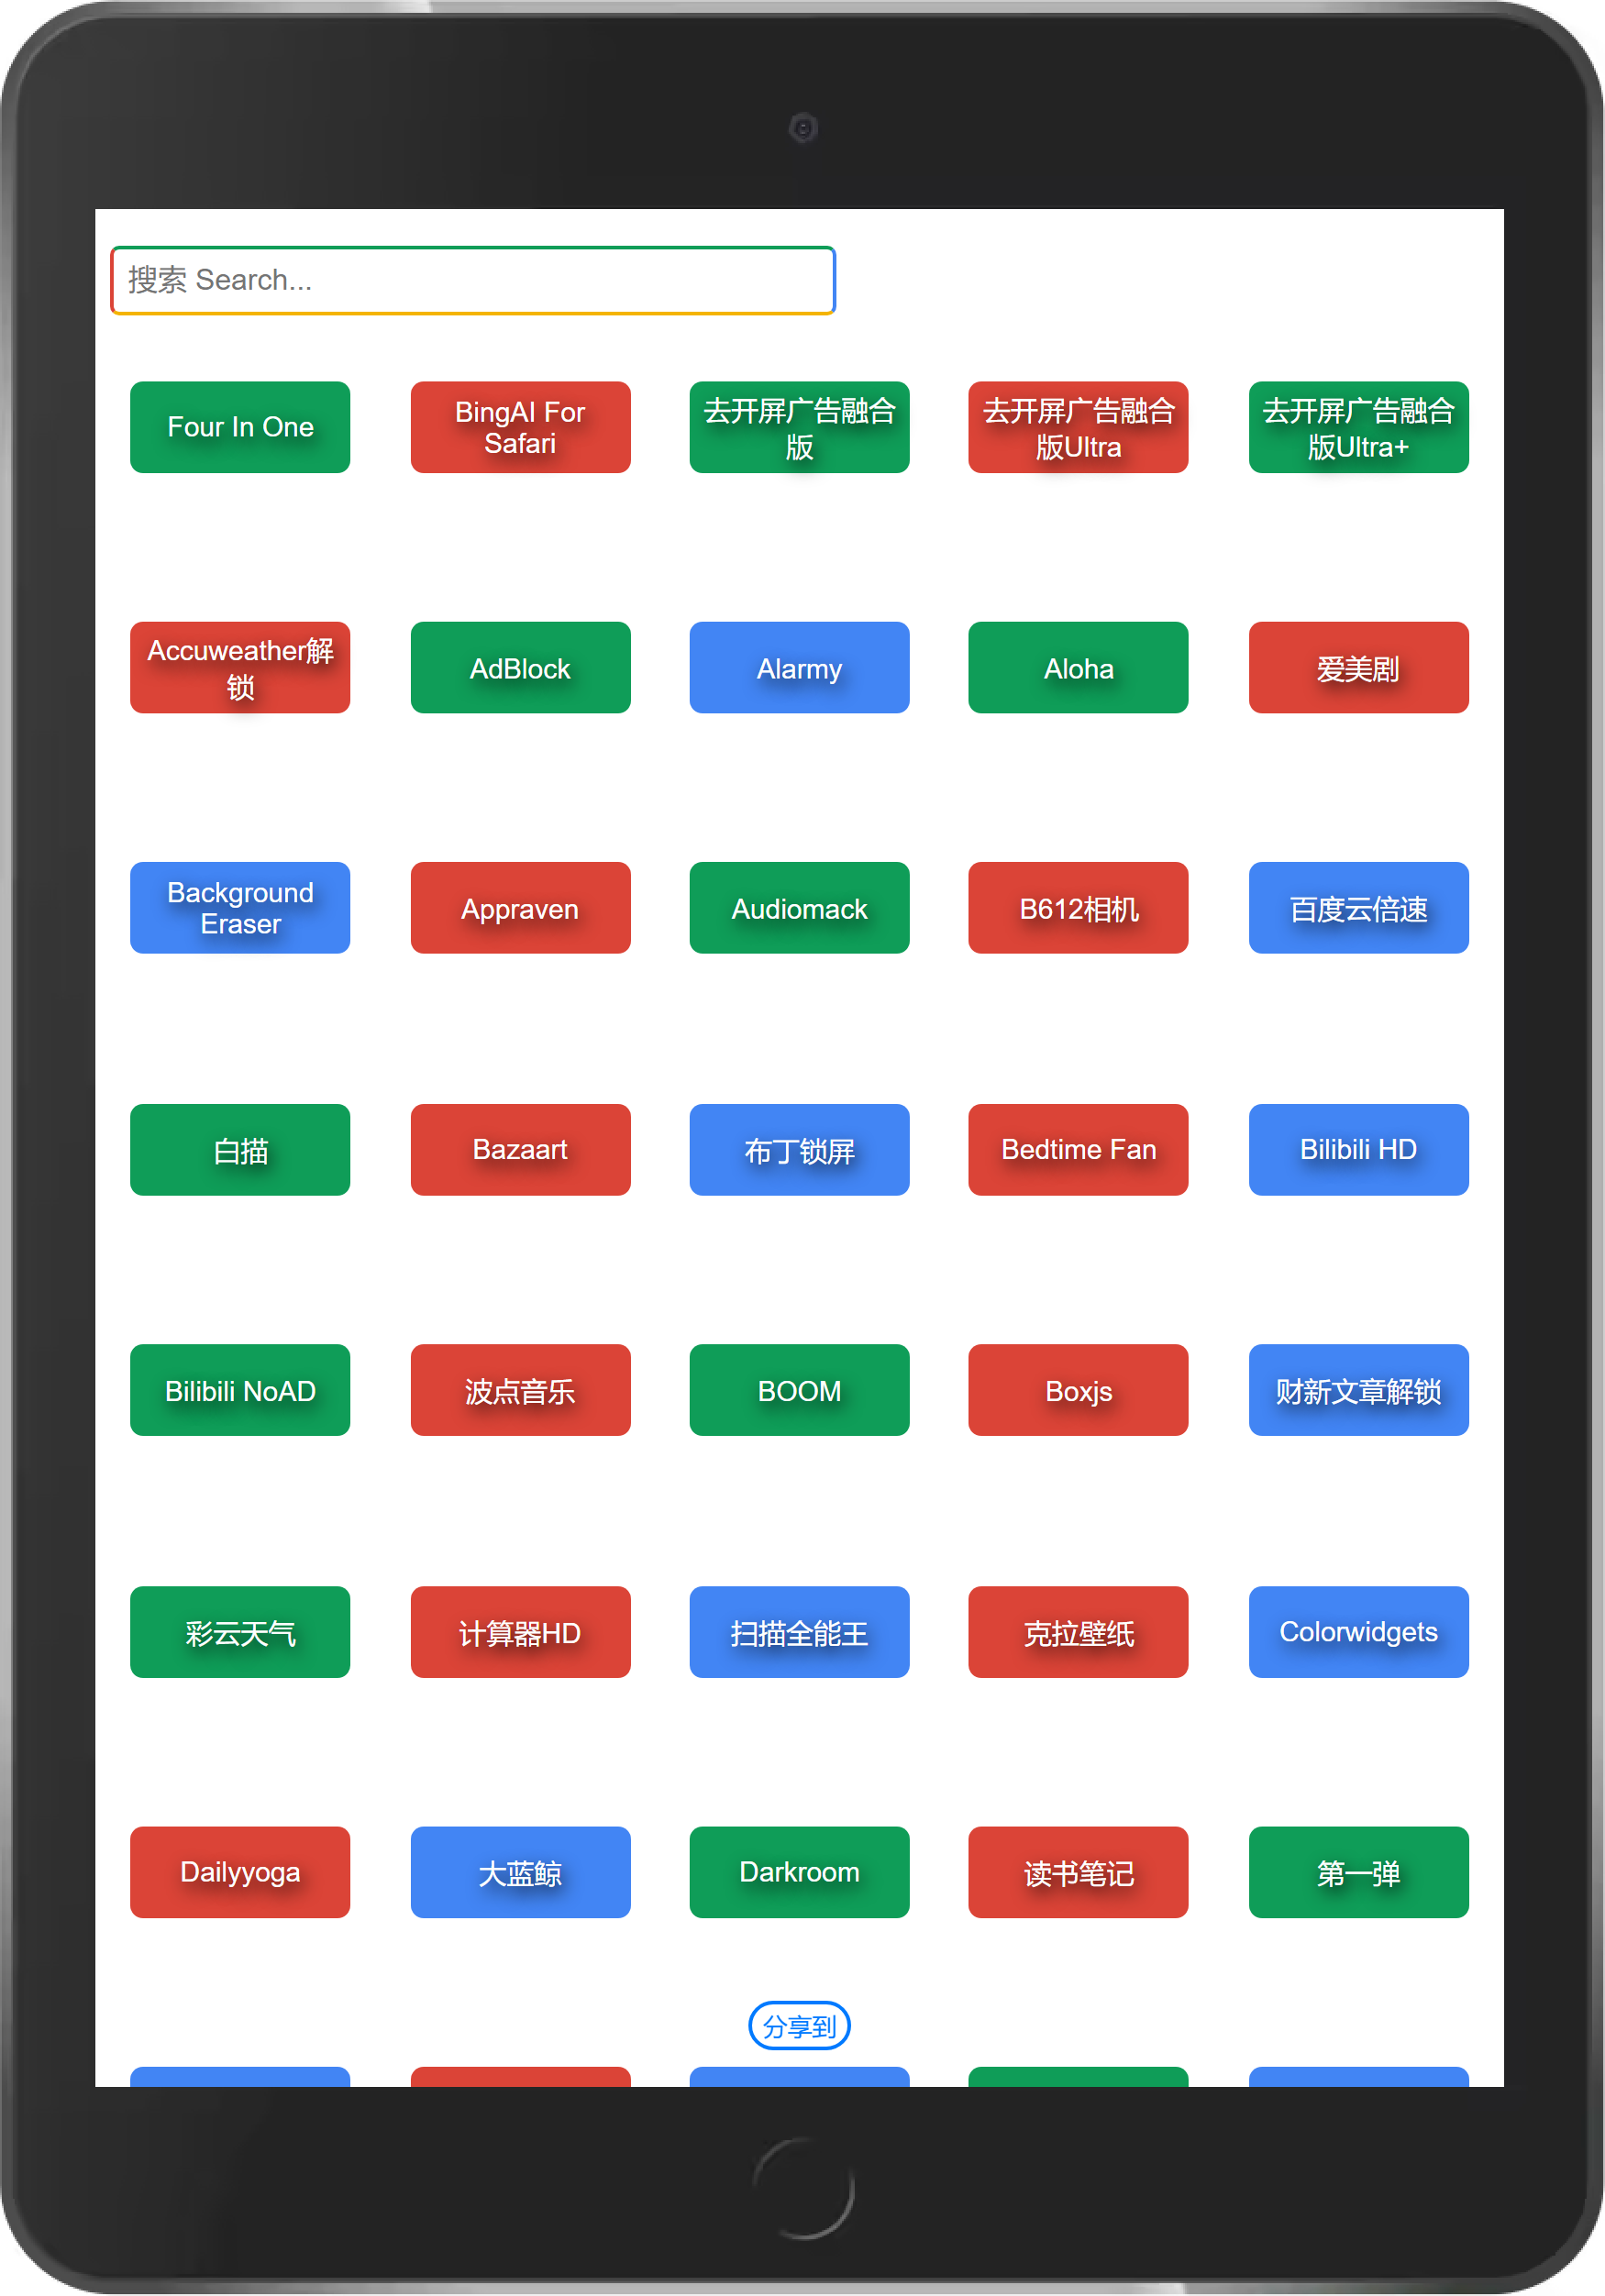 搜索 Search...
Four In One
BingAI For
Safari
去开屏广告融合
版
去开屏广告融合
版Ultra
去开屏广告融合
版Ultra+
Accuweather解
锁
AdBlock
Alarmy
Aloha
爱美剧
Background
Eraser
Appraven
Audiomack
B612相机
百度云倍速
白描
Bazaart
布丁锁屏
Bedtime Fan
Bilibili HD
Bilibili NoAD
波点音乐
BOOM
Boxjs
财新文章解锁
彩云天气
计算器HD
扫描全能王
克拉壁纸
Colorwidgets
Dailyyoga
大蓝鲸
Darkroom
读书笔记
第一弹
分享到